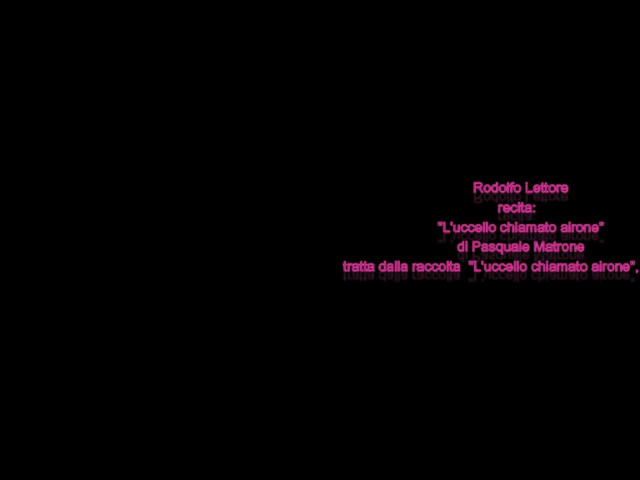 Rodolfo Lettore
recita:
"L'uccello chiamato airone"
di Pasquale Matrone
tratta dalla raccolta "L'uccello chiamato airone",